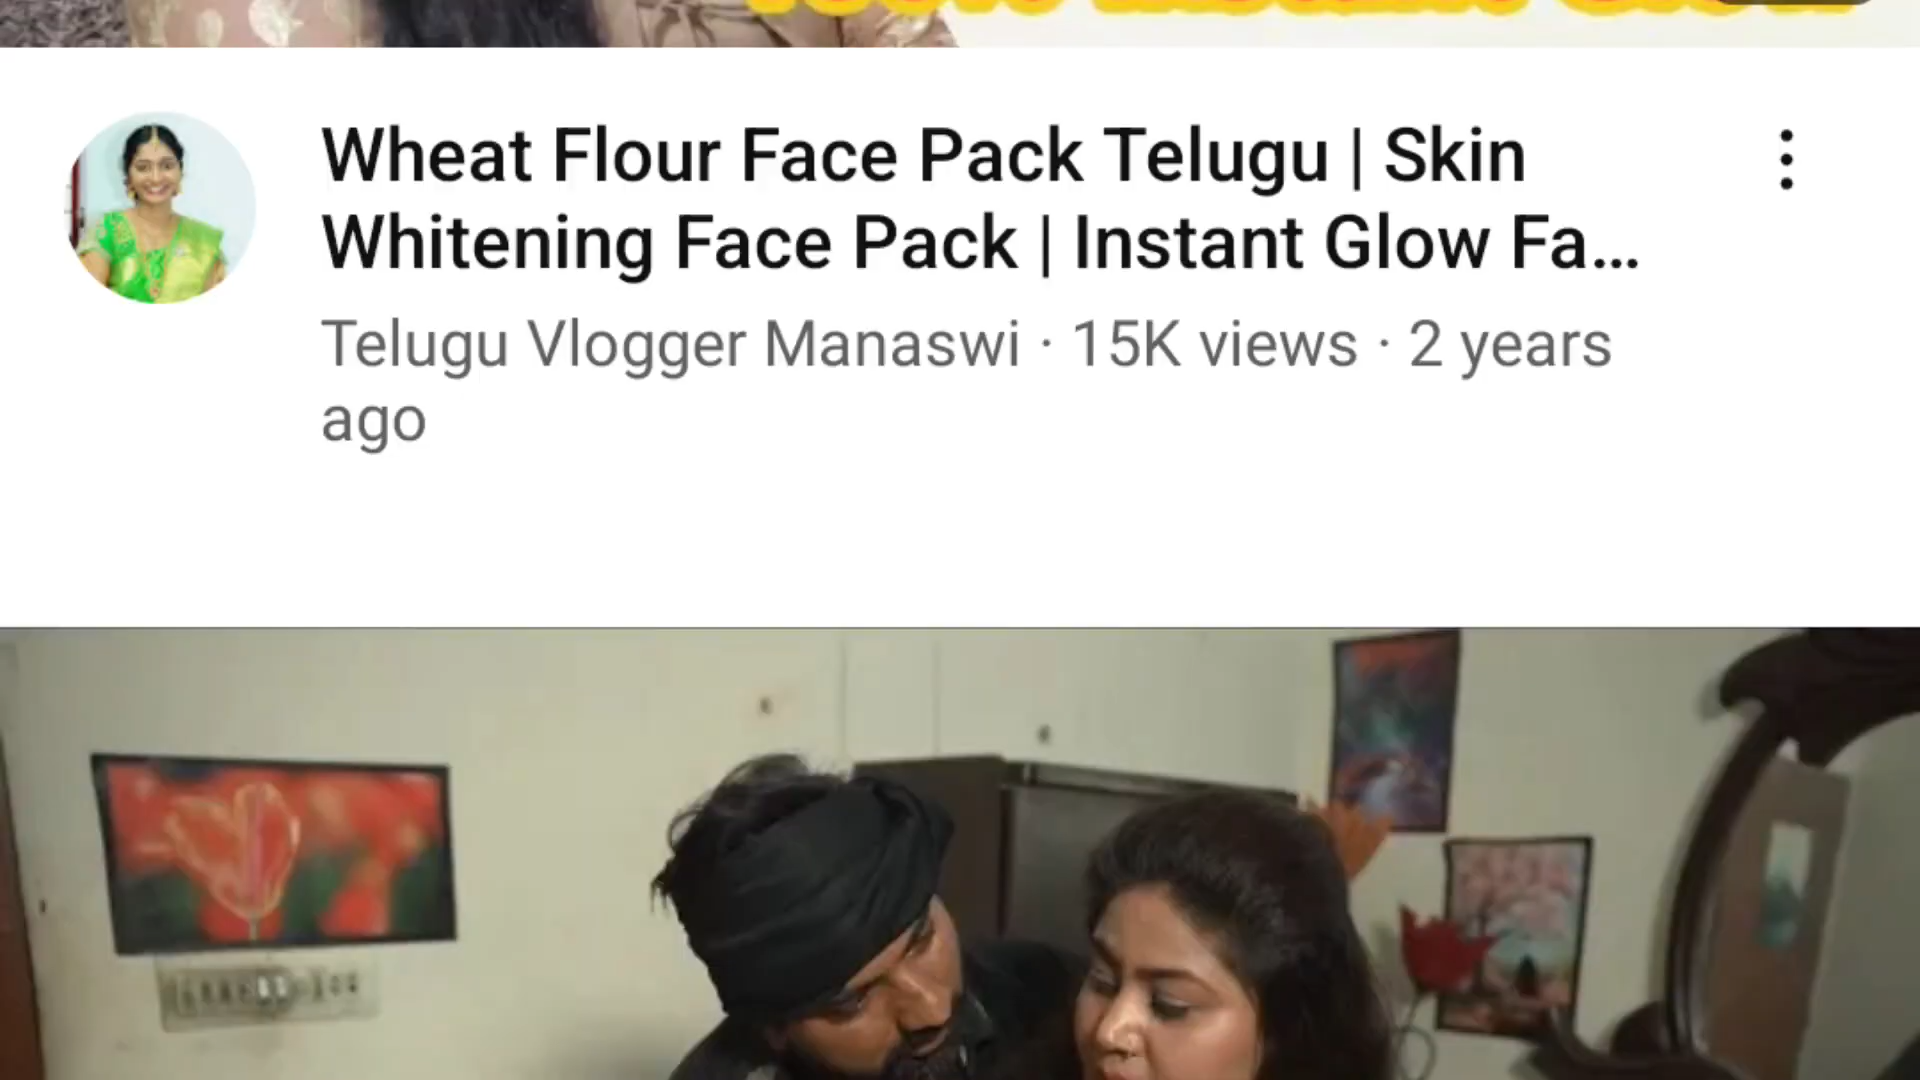 Wheat Flour Face Pack Telugu | Skin
Whitening Face Pack | Instant Glow Fa...
Telugu Vlogger Manaswi · 15K views · 2 years
ago